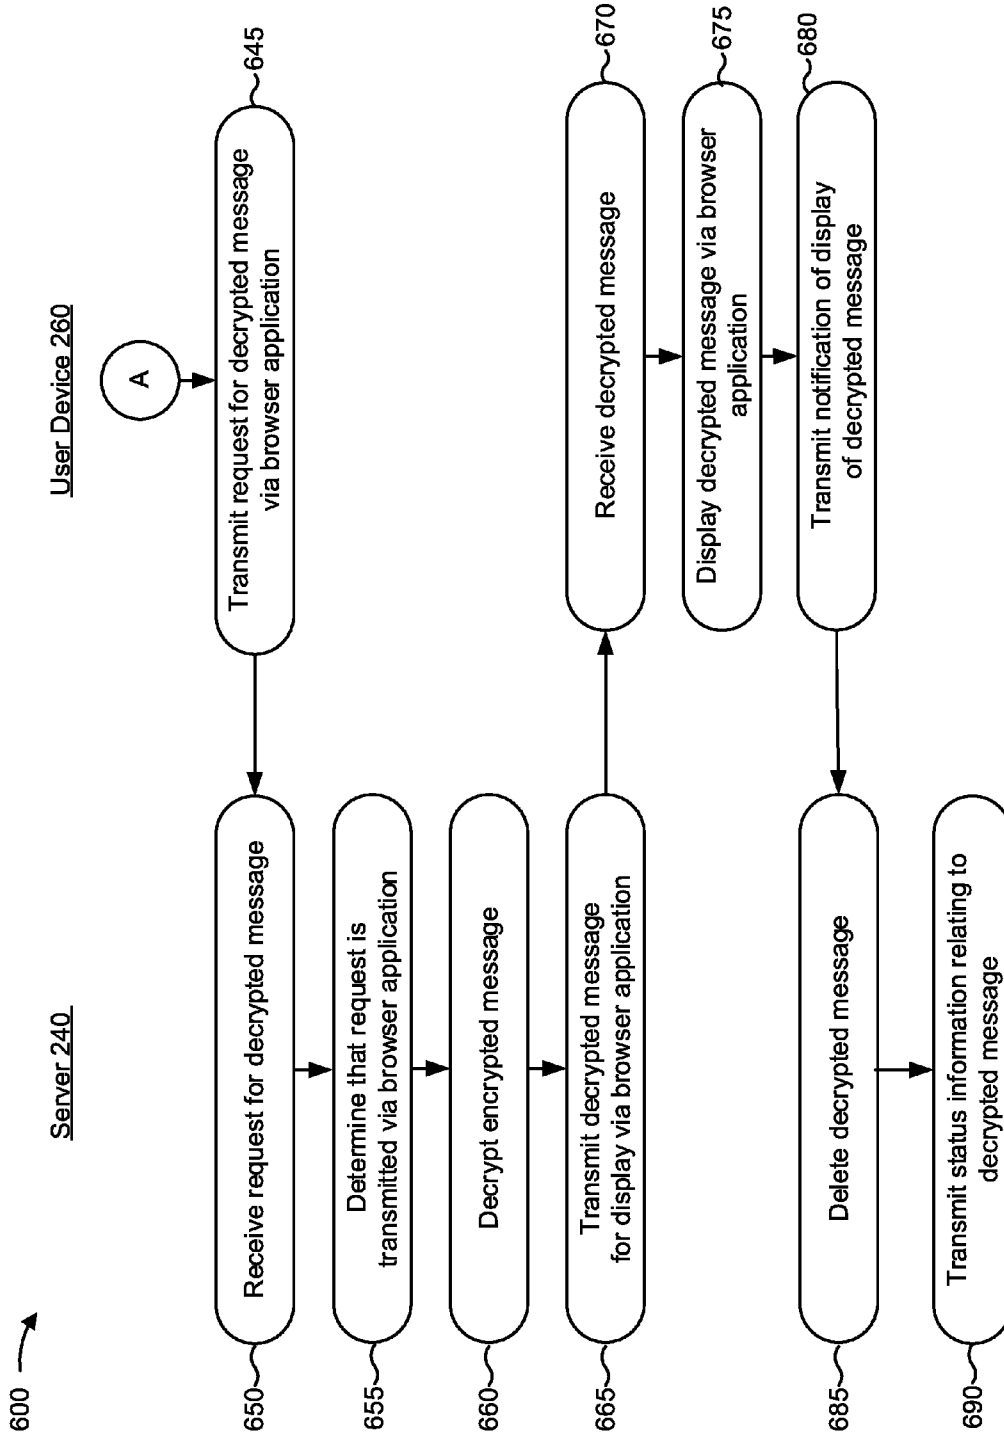 600
Server 240
User Device 260
A
Transmit request for decrypted message
via browser application
645
Receive request for decrypted message
650
Determine that request is
transmitted via browser application
655
Decrypt encrypted message
660
Transmit decrypted message
for display via browser application
665
Receive decrypted message
670
Display decrypted message via browser
application
675
Transmit notification of display
of decrypted message
680
Delete decrypted message
685
Transmit status information relating to
decrypted message
690